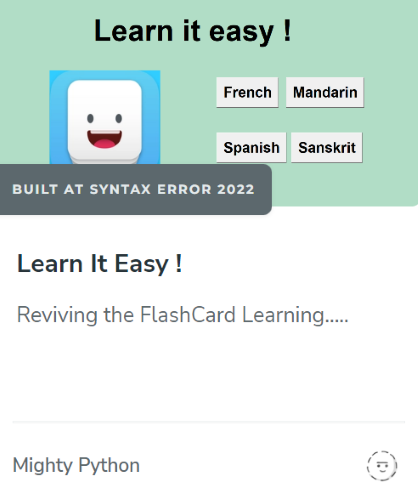 Learn it easy !
French Mandarin
Spanish Sanskrit
BUILT AT SYNTAX ERROR 2022
Learn It Easy !
Reviving the FlashCard Learning.....
Mighty Python